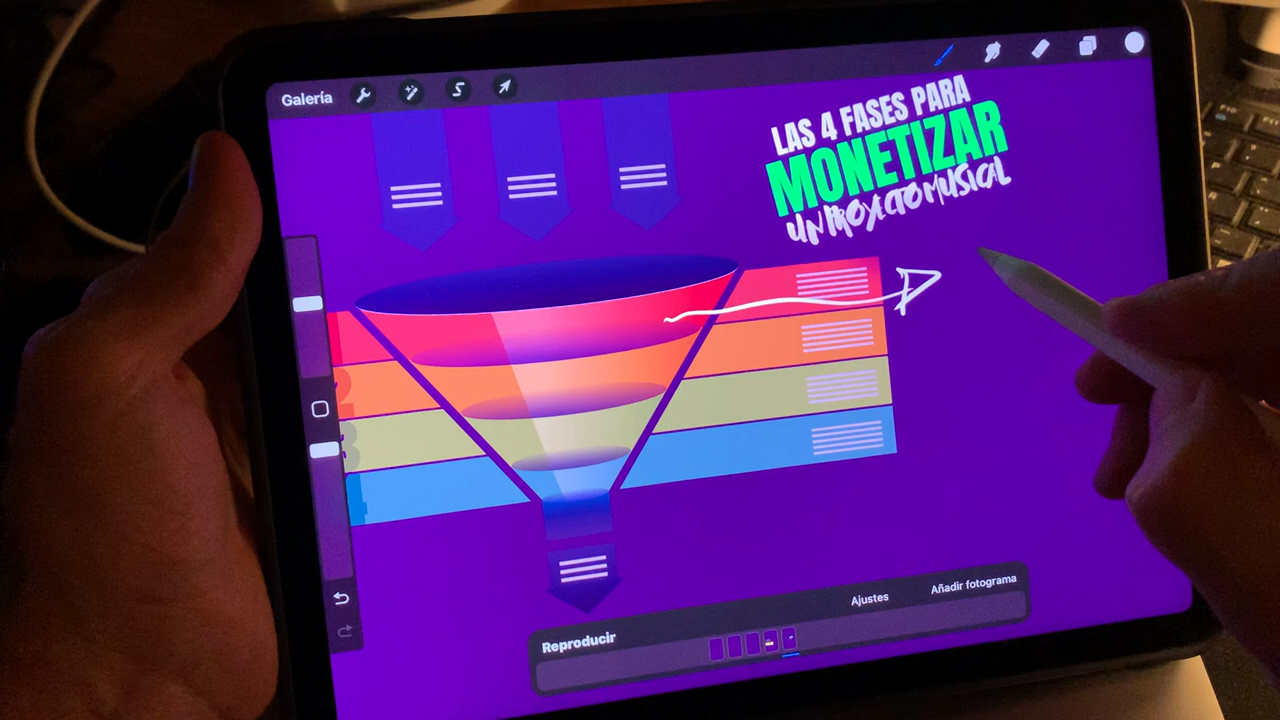 Galería
LAS 4 FASES PARA
MONETIZAR
UN PROYECTO MUSICAL
Reproducir
Ajustes
Añadir fotograma